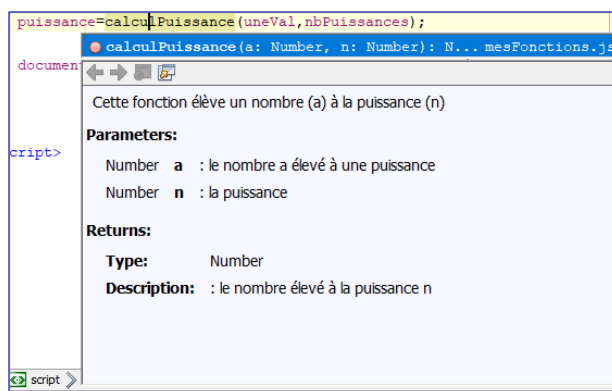 puissance=calculPuissance(uneVal,nbPuissances);
calculPuissance(a: Number, n: Number): N... mesFonctions.js
documen
Cette fonction élève un nombre (a) à la puissance (n)
Parameters:
cript>
Number a : le nombre a élevé à une puissance
Number n : la puissance
Returns:
Type: Number
Description: : le nombre élevé à la puissance n
script